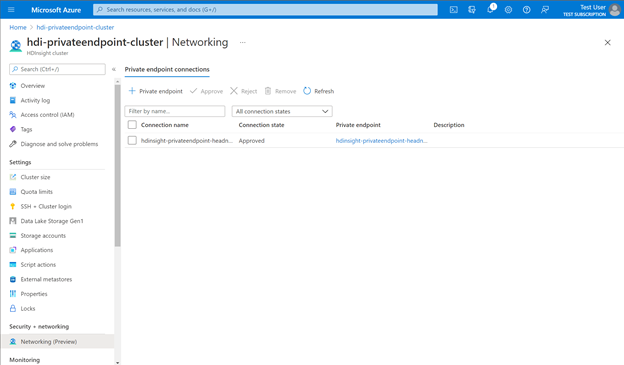 Microsoft Azure
Search resources, services, and docs (G+/)
1
Test User
TEST SUBSCRIPTION
Home > hdi-privateendpoint-cluster >
hdi-privateendpoint-cluster | Networking ...
HDInsight cluster
Search (Ctrl+/)
«
Overview
Activity log
Access control (IAM)
Tags
Diagnose and solve problems
Settings
Cluster size
Quota limits
SSH + Cluster login
Data Lake Storage Gen1
Storage accounts
Applications
Script actions
External metastores
Properties
Locks
Security + networking
Networking (Preview)
Monitoring
Private endpoint connections
+ Private endpoint Approve Reject Remove Refresh
Filter by name... All connection states
Connection name Connection state Private endpoint Description
hdinsight-privateendpoint-headn... Approved hdinsight-privateendpoint-headn...